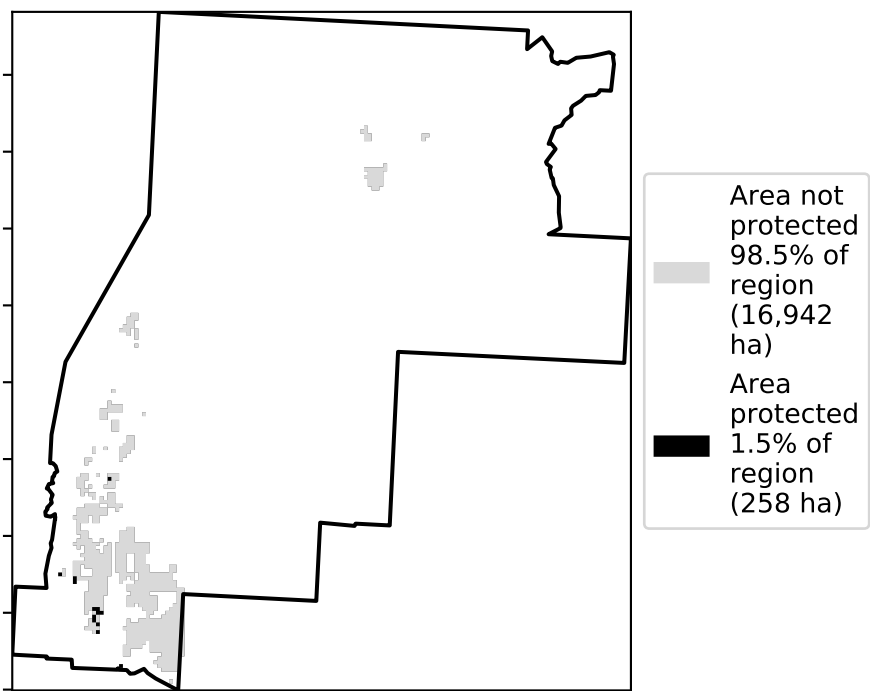 Area not
protected
98.5% of
region
(16,942
ha)
Area
protected
1.5% of
region
(258 ha)